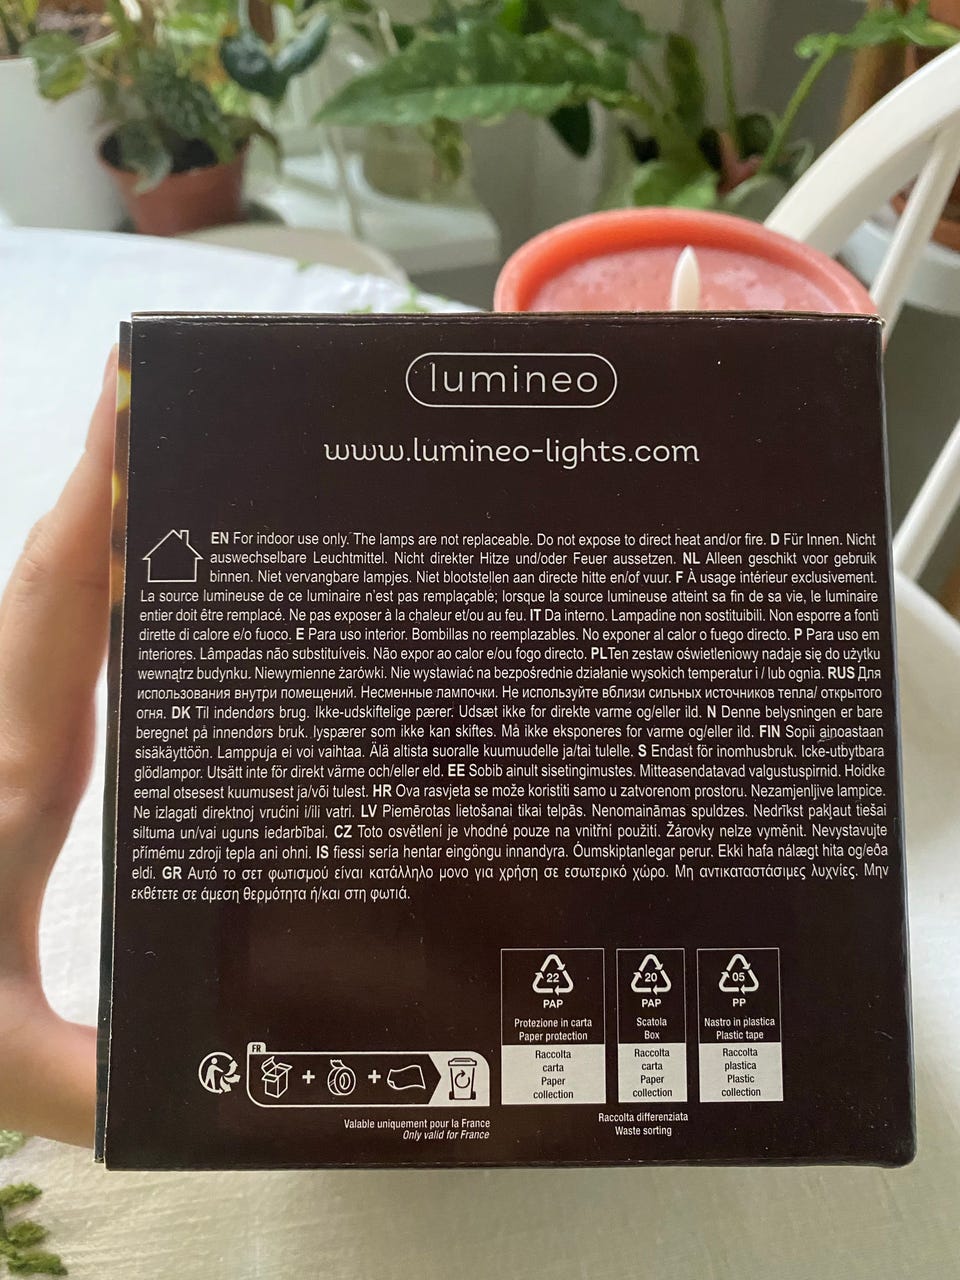 lumineo
www.lumineo-lights.com
EN For indoor use only. The lamps are not replaceable. Do not expose to direct heat and/or fire. D Für Innen. Nicht
auswechselbare Leuchtmittel. Nicht direkter Hitze und/oder Feuer aussetzen. NL Alleen geschikt voor gebruik
binnen. Niet vervangbare lampjes. Niet blootstellen aan directe hitte en/of vuur. F À usage intérieur exclusivement.
La source lumineuse de ce luminaire n'est pas remplaçable; lorsque la source lumineuse atteint sa fin de sa vie, le luminaire
entier doit être remplacé. Ne pas exposer à la chaleur et/ou au feu. IT Da interno. Lampadine non sostituibili. Non esporre a fonti
dirette di calore e/o fuoco. E Para uso interior. Bombillas no reemplazables. No exponer al calor o fuego directo. P Para uso em
interiores. Lâmpadas não substituíveis. Não expor ao calor e/ou fogo directo. PLTen zestaw oświetleniowy nadaje się do użytku
wewnątrz budynku. Niewymienne żarówki. Nie wystawiać na bezpośrednie działanie wysokich temperatur i / lub ognia. RUS Для
использования внутри помещений. Несменные лампочки. Не используйте вблизи сильных источников тепла/ открытого
огня. DK Til indendørs brug. Ikke-udskiftelige pærer. Udsæt ikke for direkte varme og/eller ild. N Denne belysningen er bare
beregnet på innendørs bruk. lyspærer som ikke kan skiftes. Må ikke eksponeres for varme og/eller ild. FIN Sopii ainoastaan
sisäkäyttöön. Lamppuja ei voi vaihtaa. Älä altista suoralle kuumuudelle ja/tai tulelle. S Endast för inomhusbruk. Icke-utbytbara
glödlampor. Utsätt inte för direkt värme och/eller eld. EE Sobib ainult sisetingimustes. Mitteasendatavad valgustuspirnid. Hoidke
eemal otsesest kuumusest ja/või tulest. HR Ova rasvjeta se može koristiti samo u zatvorenom prostoru. Nezamjenljive lampice.
Ne izlagati direktnoj vrućini i/ili vatri. LV Piemērotas lietošanai tikai telpās. Nenomaināmas spuldzes. Nedrīkst pakļaut tiešai
siltuma un/vai uguns iedarbībai. CZ Toto osvětlení je vhodné pouze na vnitřní použití. Žárovky nelze vyměnit. Nevystavujte
přímému zdroji tepla ani ohni. IS þessi sería hentar eingöngu innandyra. Óumskiptanlegar perur. Ekki hafa nálægt hita og/eða
eldi. GR Αυτό το σετ φωτισμού είναι κατάλληλο μονο για χρήση σε εσωτερικό χώρο. Μη αντικαταστάσιμες λυχνίες. Μην
εκθέτετε σε άμεση θερμότητα ή/και στη φωτιά.
22
PAP
Protezione in carta
Paper protection
Raccolta
carta
Paper
collection
20
PAP
Scatola
Box
Raccolta
carta
Paper
collection
05
PP
Nastro in plastica
Plastic tape
Raccolta
plastica
Plastic
collection
FR
+ +
Valable uniquement pour la France
Only valid for France
Raccolta differenziata
Waste sorting